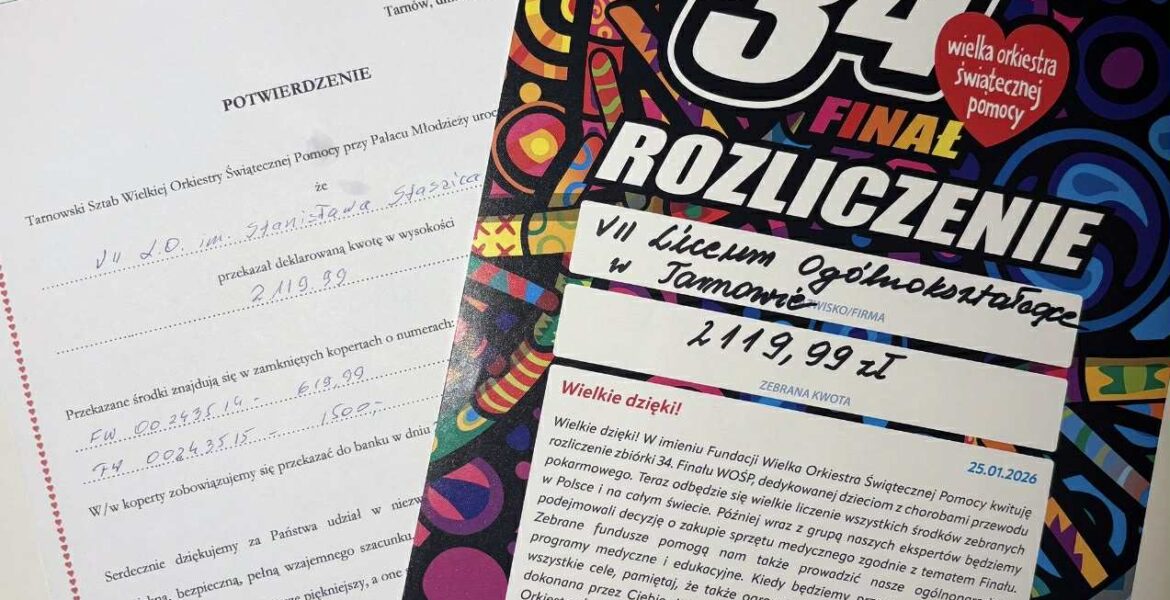 Tarnów, dnia
POTWIERDZENIE
Tarnowski Sztab Wielkiej Orkiestry Świątecznej Pomocy przy Pałacu Młodzieży
że
VII L.O. im. Stanisława Staszica
przekazał deklarowaną kwotę w wysokości
2119.99
Przekazane środki znajdują się w zamkniętych kopertach o numerach:
FW 00243514 - 619,99
FW 00243515 - 1500,-
W/w koperty zobowiązujemy się przekazać do banku w dniu
Serdecznie dziękujemy za Państwa udział w
bezpieczna, pełną wzajemnego szacunku
piękniejszy, a one
34
FINAŁ
wielka orkiestra
świątecznej
pomocy
ROZLICZENIE
VII Liceum Ogólnokształcące
w Tarnowie
ZWISKO/FIRMA
2119,99 zł
ZEBRANA KWOTA
Wielkie dzięki!
25.01.2026
Wielkie dzięki! W imieniu Fundacji Wielka Orkiestra Świątecznej Pomocy kwituję
rozliczenie zbiórki 34. Finału WOŚP, dedykowanej dzieciom z chorobami przewodu
pokarmowego. Teraz odbędzie się wielkie liczenie wszystkich środków zebranych
w Polsce i na całym świecie. Później wraz z grupą naszych ekspertów będziemy
podejmowali decyzję o zakupie sprzętu medycznego zgodnie z tematem Finału.
Zebrane fundusze pomogą nam także prowadzić nasze ogólnopolskie
programy medyczne i edukacyjne. Kiedy będziemy
wszystkie cele, pamiętaj, że także
dokonana przez Ciebie